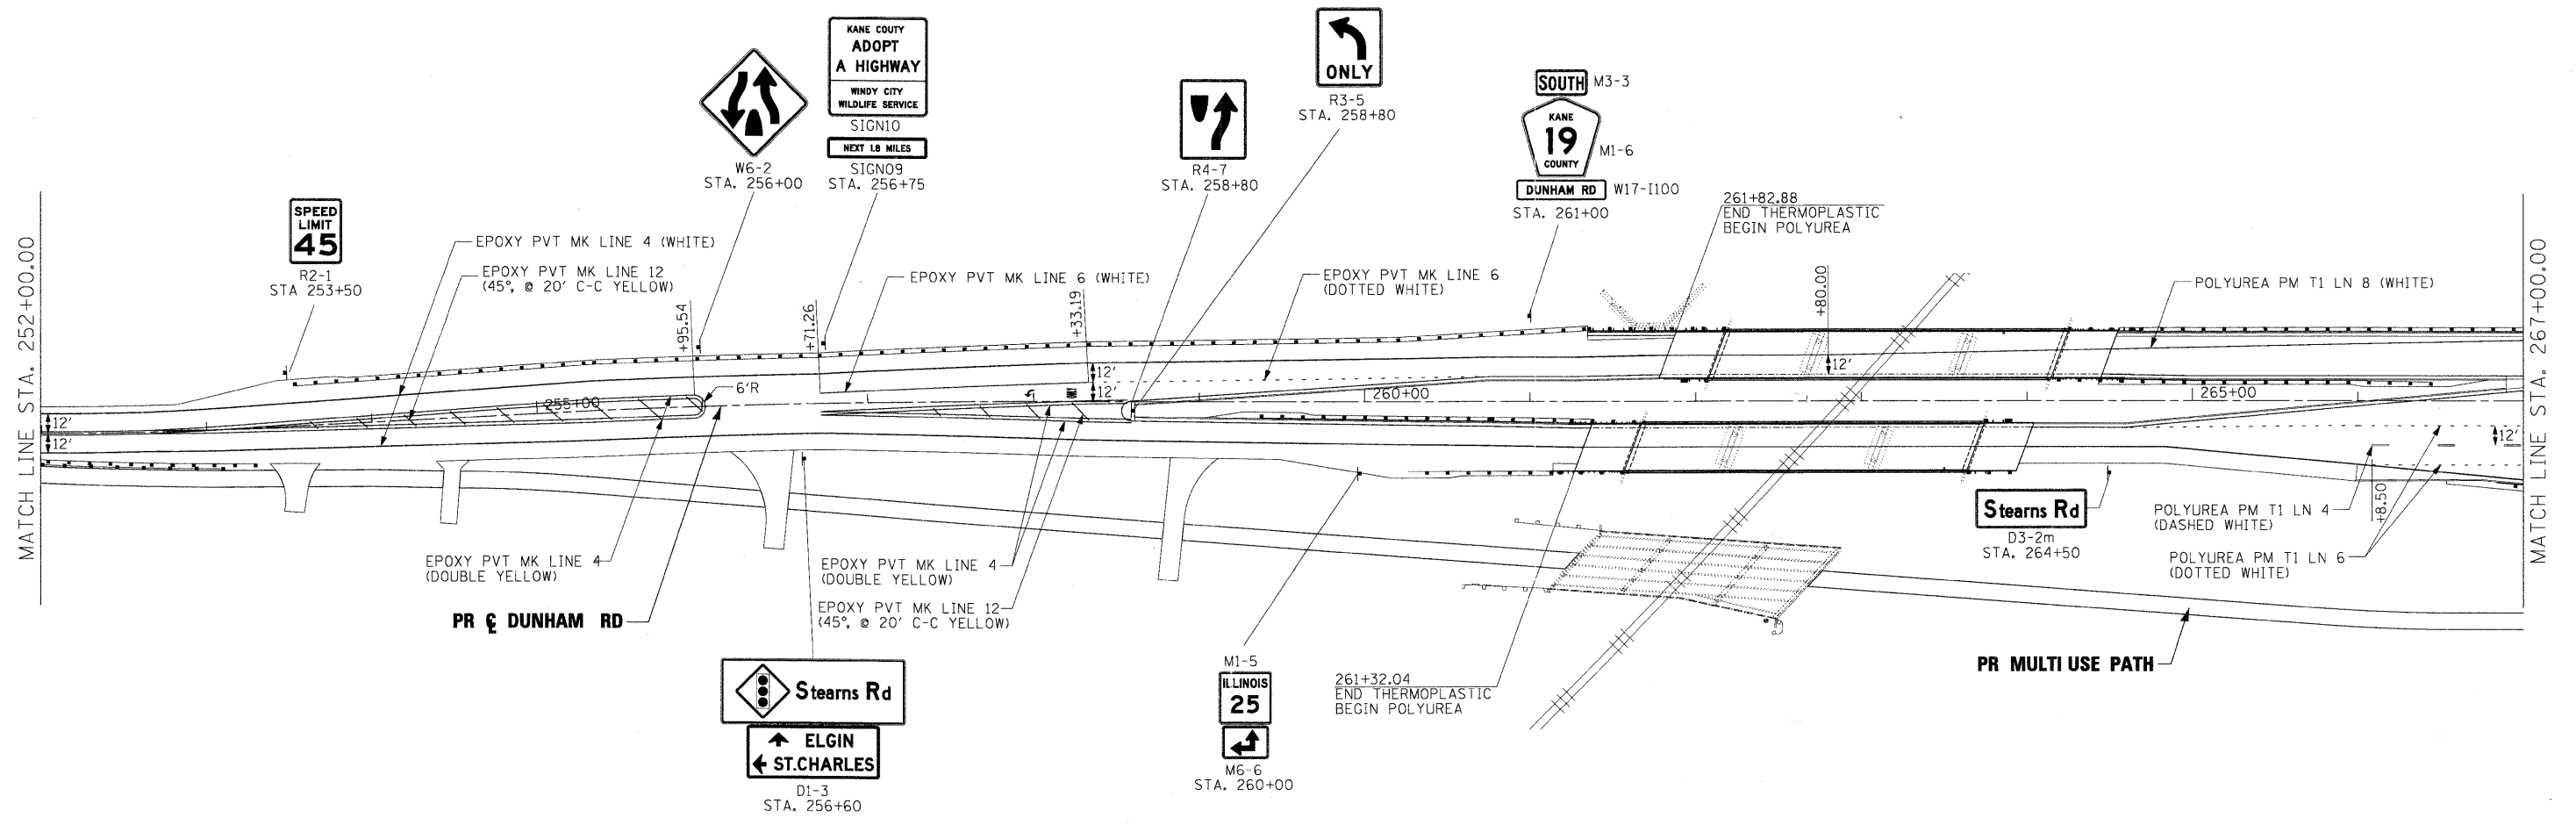 KANE COUTY
ADOPT
A HIGHWAY
WINDY CITY
WILDLIFE SERVICE
SIGN10
NEXT 1.8 MILES
SIGN09
STA. 256+75
W6-2
STA. 256+00
ONLY
R3-5
STA. 258+80
R4-7
STA. 258+80
SOUTH M3-3
KANE
19
COUNTY
M1-6
DUNHAM RD W17-I100
STA. 261+00
261+82.88
END THERMOPLASTIC
BEGIN POLYUREA
SPEED
LIMIT
45
R2-1
STA 253+50
EPOXY PVT MK LINE 4 (WHITE)
EPOXY PVT MK LINE 12
(45°, @ 20' C-C YELLOW)
EPOXY PVT MK LINE 6 (WHITE)
EPOXY PVT MK LINE 6
(DOTTED WHITE)
POLYUREA PM T1 LN 8 (WHITE)
MATCH LINE STA. 252+00.00
MATCH LINE STA. 267+00.00
+95.54
+71.26
+33.19
+80.00
12'
12'
6'R
12'
12'
12'
12'
255+00
260+00
265+00
+8.50
EPOXY PVT MK LINE 4
(DOUBLE YELLOW)
PR ℄ DUNHAM RD
EPOXY PVT MK LINE 4
(DOUBLE YELLOW)
EPOXY PVT MK LINE 12
(45°, @ 20' C-C YELLOW)
Stearns Rd
D3-2m
STA. 264+50
POLYUREA PM T1 LN 4
(DASHED WHITE)
POLYUREA PM T1 LN 6
(DOTTED WHITE)
PR MULTI USE PATH
Stearns Rd
ELGIN
ST.CHARLES
D1-3
STA. 256+60
M1-5
ILLINOIS
25
M6-6
STA. 260+00
261+32.04
END THERMOPLASTIC
BEGIN POLYUREA